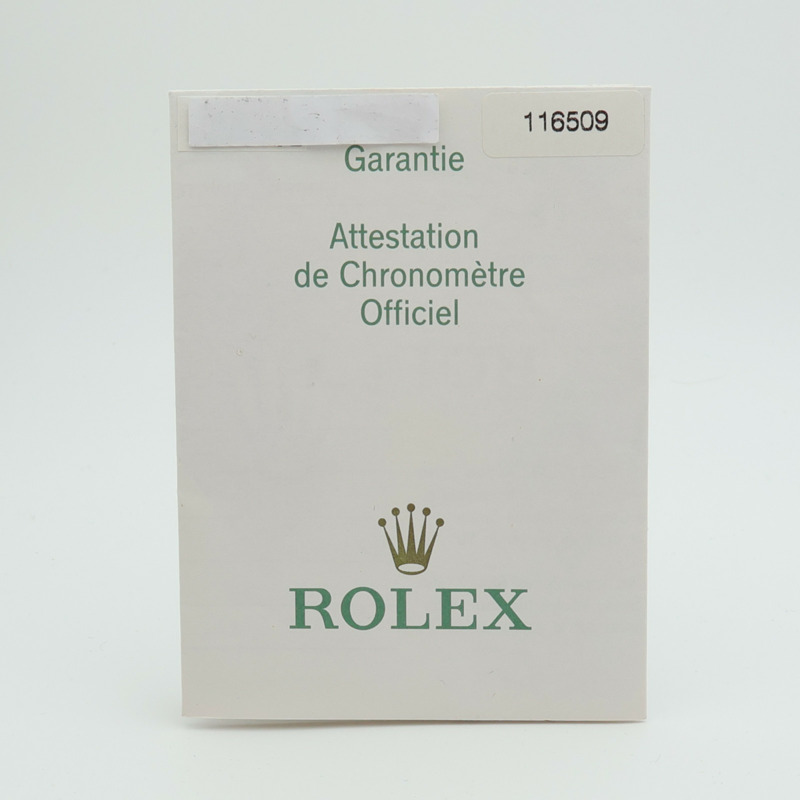 116509
Garantie
Attestation
de Chronomètre
Officiel
ROLEX